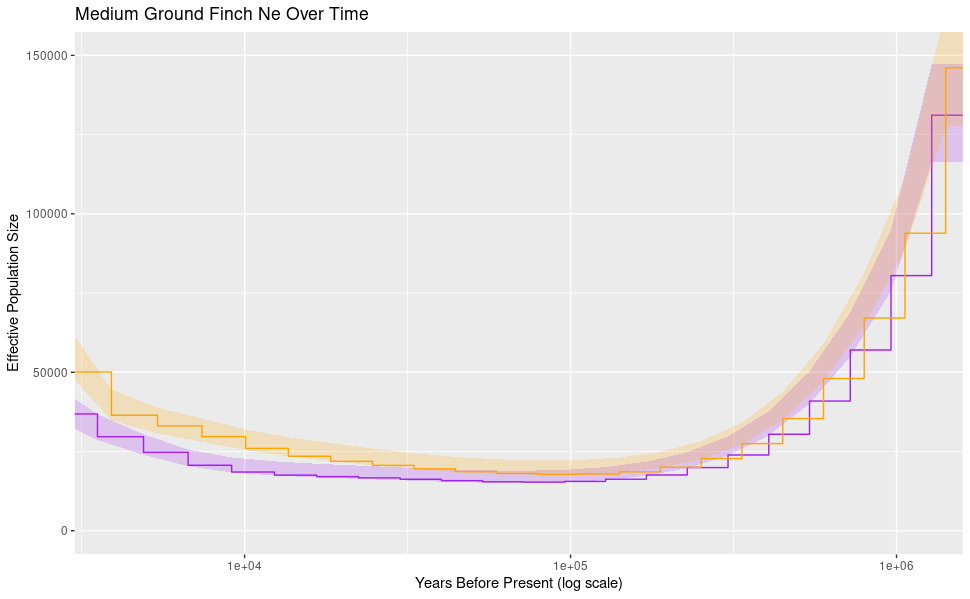 Medium Ground Finch Ne Over Time
Effective Population Size
150000
100000
50000
0
1e+04
1e+05
1e+06
Years Before Present (log scale)